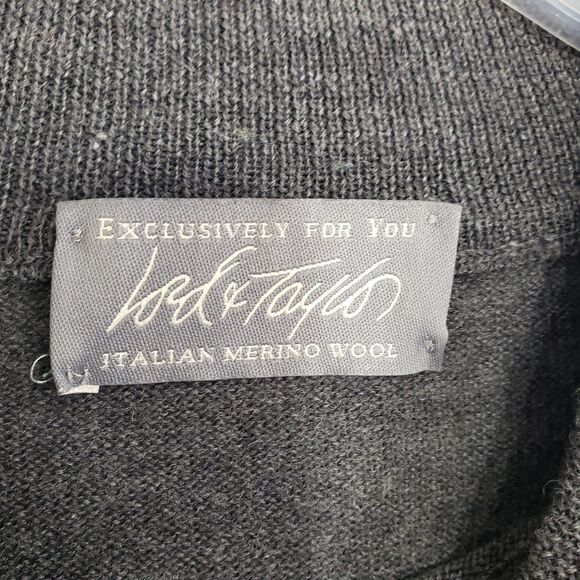 EXCLUSIVELY FOR YOU
Lord & Taylor
ITALIAN MERINO WOOL